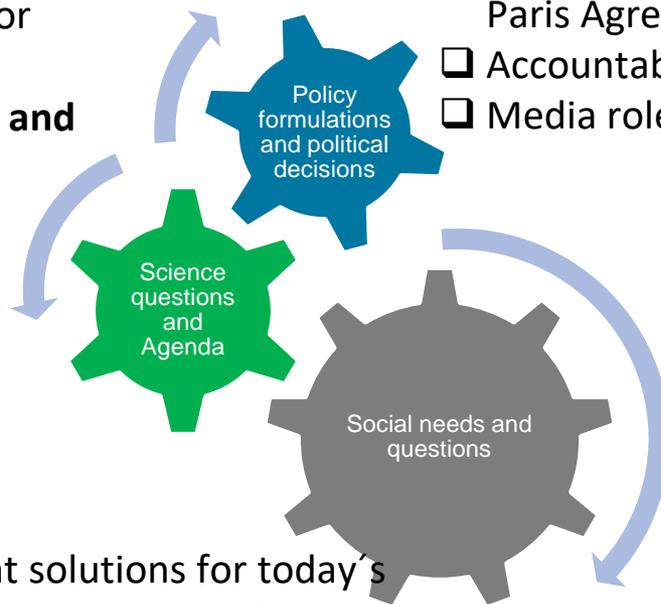 or
and
Paris Agre
❑ Accountab
❑ Media role
Policy
formulations
and political
decisions
Science
questions
and
Agenda
Social needs and
questions
t solutions for today´s